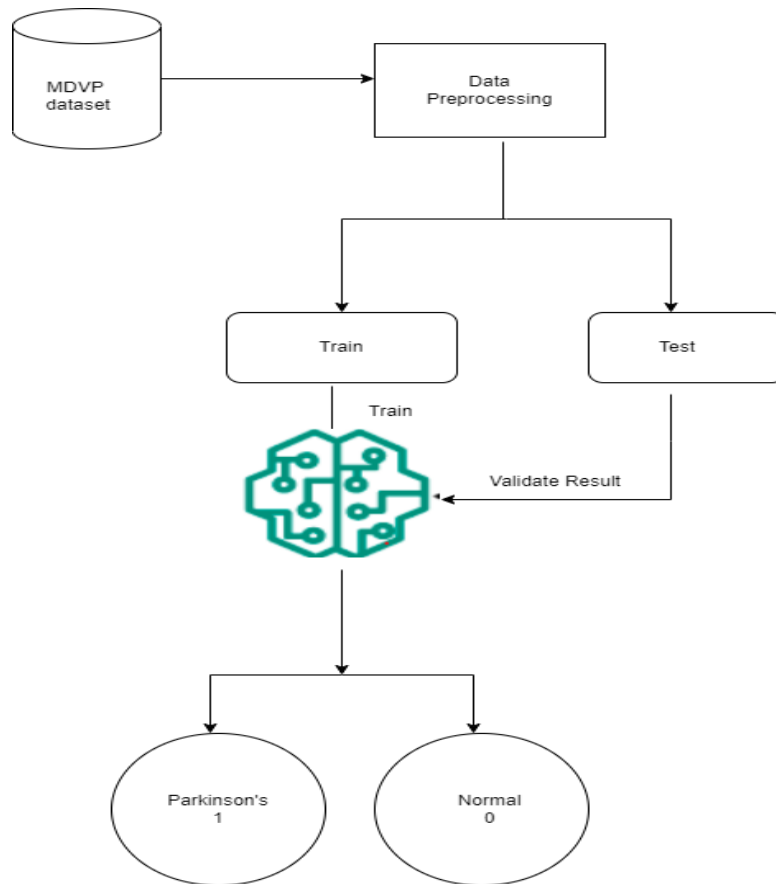 MDVP
dataset
Data
Preprocessing
Train
Test
Train
Validate Result
Parkinson's
1
Normal
0